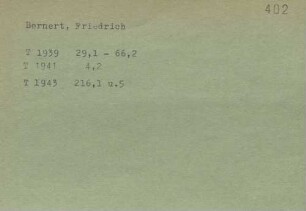 402
Bernert, Friedrich
T 1939 29,1 - 66,2
T 1941 4,2
T 1943 216,1 u.5